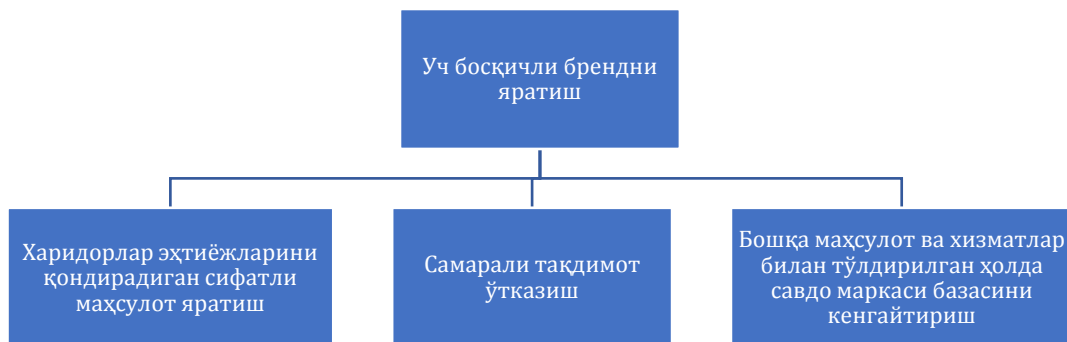 Уч босқичли брендни
яратиш
Харидорлар эҳтиёжларини
қондирадиган сифатли
маҳсулот яратиш
Самарали тақдимот
ўтказиш
Бошқа маҳсулот ва хизматлар
билан тўлдирилган ҳолда
савдо маркаси базасини
кенгайтириш